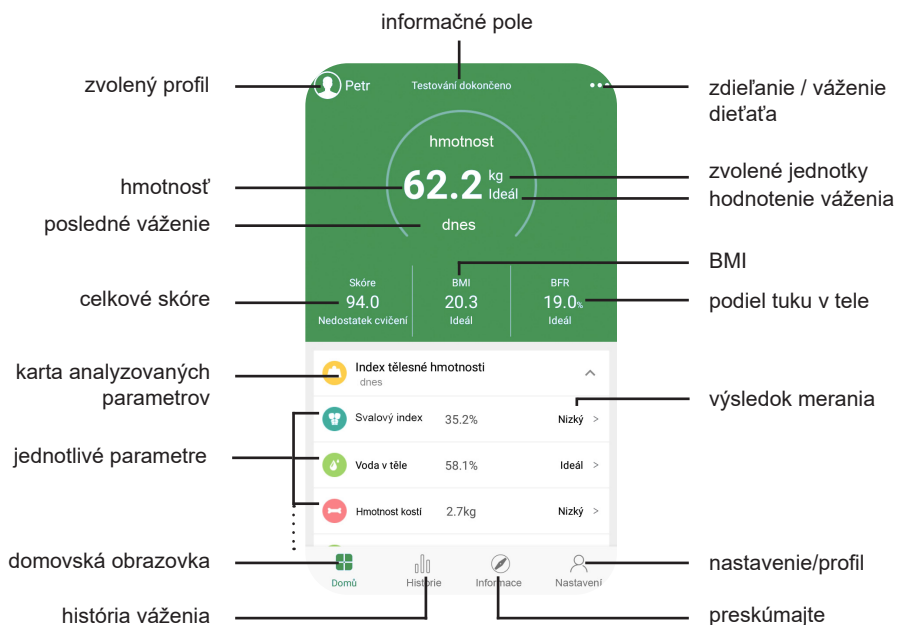 informačné pole
zvolený profil
Petr
Testování dokončeno
zdieľanie / váženie
dieťaťa
hmotnost
62.2 kg
Ideál
zvolené jednotky
hmotnosť
hodnotenie váženia
posledné váženie
dnes
BMI
Skóre
BMI
BFR
celkové skóre
94.0
20.3
19.0%
podiel tuku v tele
Nedostatek cvičení
Ideál
Ideál
karta analyzovaných
parametrov
Index tělesné hmotnosti
dnes
výsledok merania
Svalový index 35.2% Nizký >
jednotlivé parametre
Voda v těle 58.1% Ideál >
Hmotnost kostí 2.7kg Nizký >
domovská obrazovka
nastavenie/profil
Domů
Historie
Informace
Nastavení
história váženia
preskúmajte